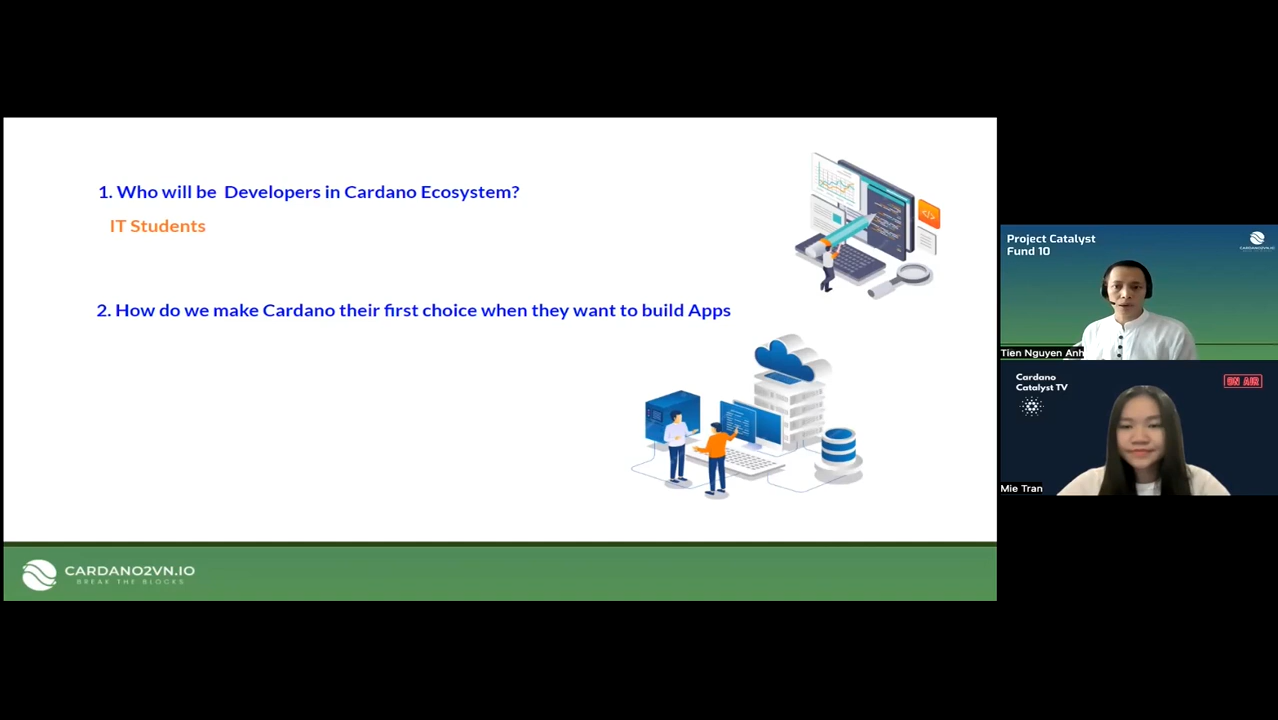 1. Who will be Developers in Cardano Ecosystem?
IT Students
2. How do we make Cardano their first choice when they want to build Apps
CARDANO2VN.IO
BREAK THE BLOCKS
Project Catalyst
Fund 10
CARDANO2VN.IO
Tien Nguyen Anh
Cardano
Catalyst TV
ON AIR
Mie Tran